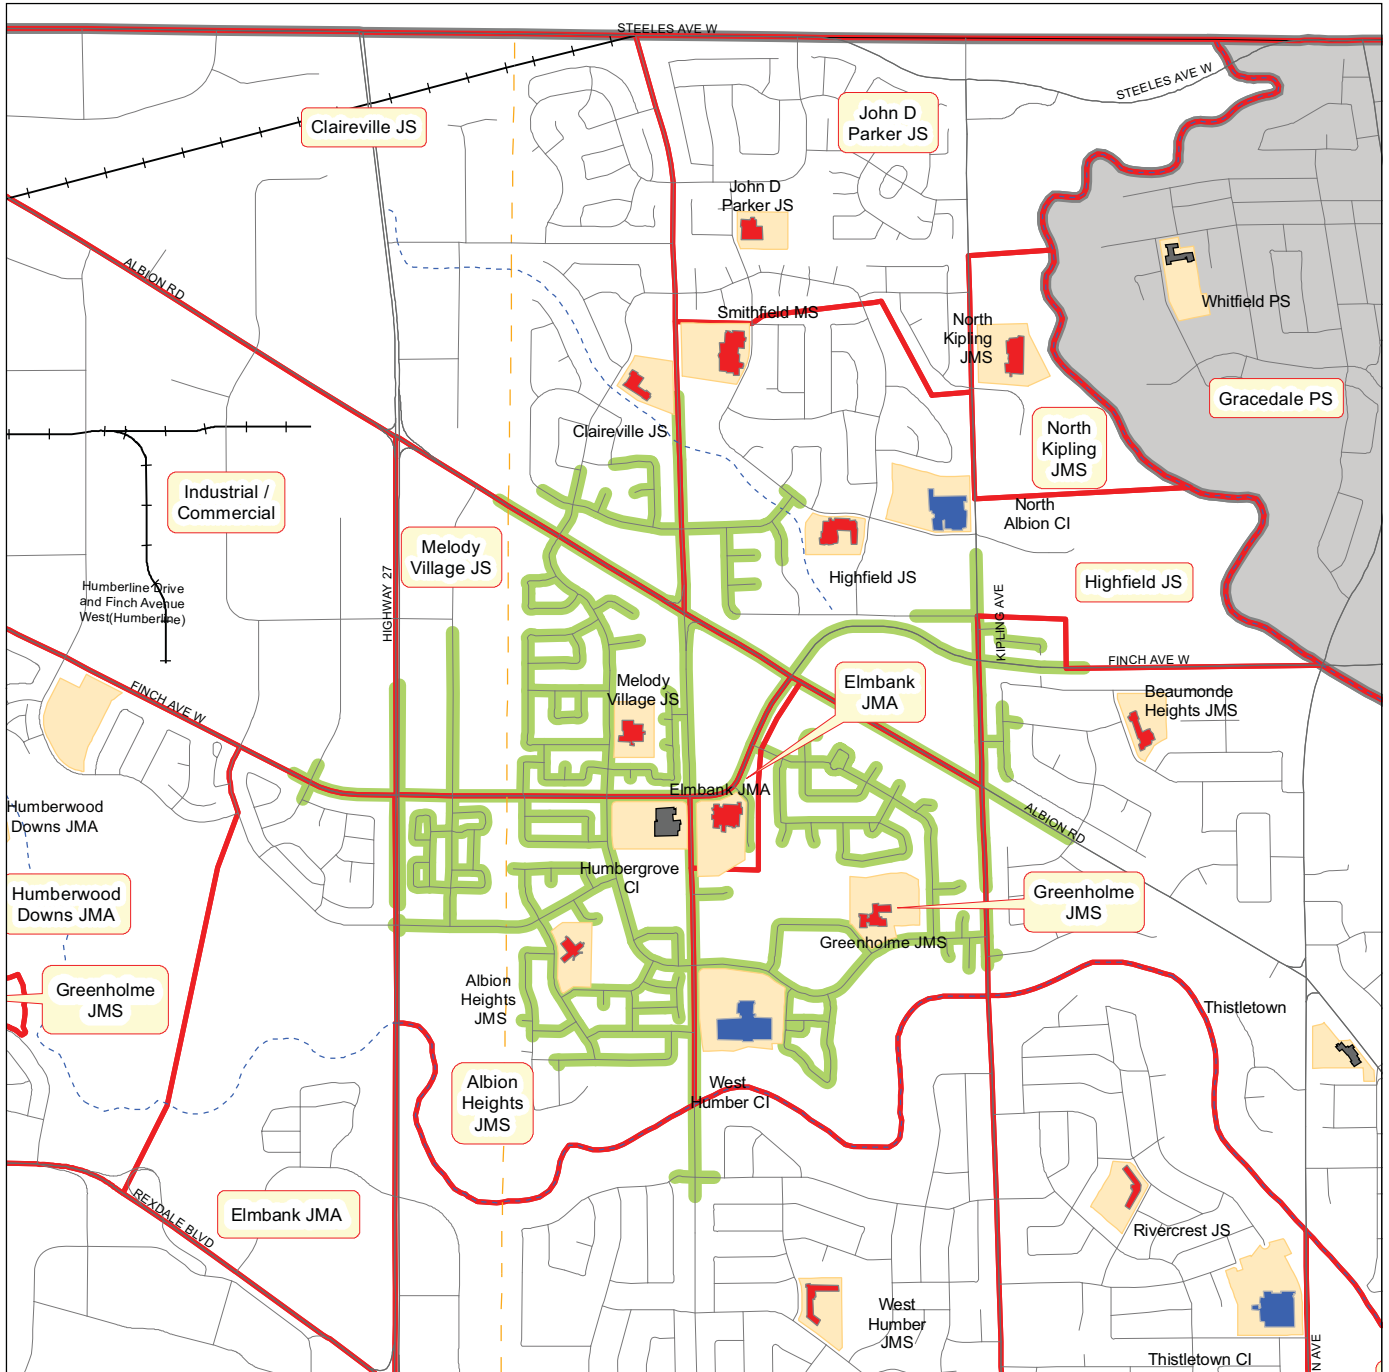 STEELES AVE W
STEELES AVE W
Claireville JS
John D
Parker JS
John D
Parker JS
ALBION RD
Smithfield MS
North
Kipling
JMS
Whitfield PS
Gracedale PS
Claireville JS
North
Kipling
JMS
Industrial /
Commercial
North
Albion CI
Melody
Village JS
Highfield JS
Highfield JS
HIGHWAY 27
Humberline Drive
and Finch Avenue
West(Humberline)
KIPLING AVE
FINCH AVE W
FINCH AVE W
Melody
Village JS
Elmbank
JMA
Beaumonde
Heights JMS
Elmbank JMA
Humberwood
Downs JMA
ALBION RD
Humbergrove
CI
Humberwood
Downs JMA
Greenholme
JMS
Greenholme JMS
Greenholme
JMS
Albion
Heights
JMS
Thistletown
Albion
Heights
JMS
West
Humber CI
REXDALE BLVD
Elmbank JMA
Rivercrest JS
West
Humber
JMS
Thistletown CI
N AVE